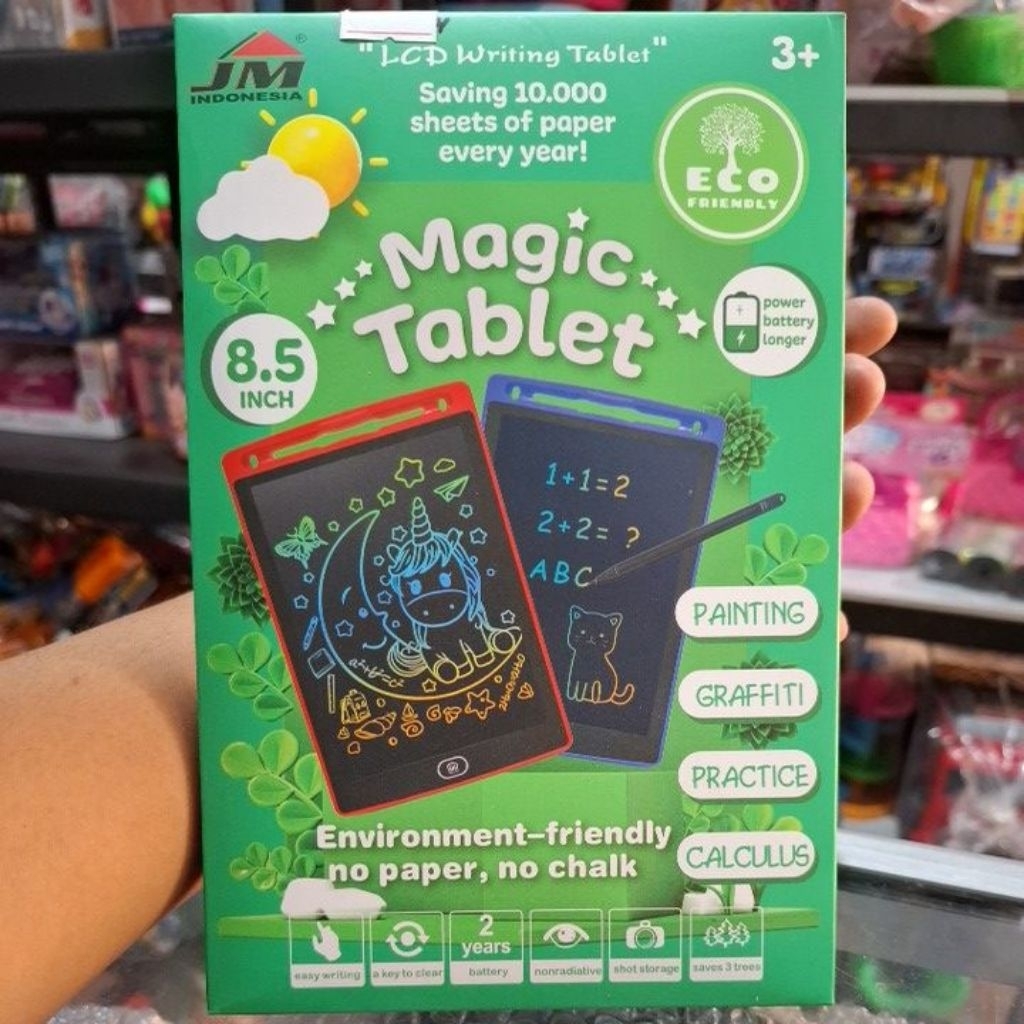 JM
INDONESIA
®
"LCD Writing Tablet"
3+
Saving 10.000
sheets of paper
every year!
ECO
FRIENDLY
Magic
Tablet
8.5
INCH
power
battery
longer
1+1=2
2+2=?
ABC
PAINTING
GRAFFITI
PRACTICE
CALCULUS
Environment-friendly
no paper, no chalk
2
years
easy writing
a key to clear
battery
nonradiative
shot storage
saves 3 trees